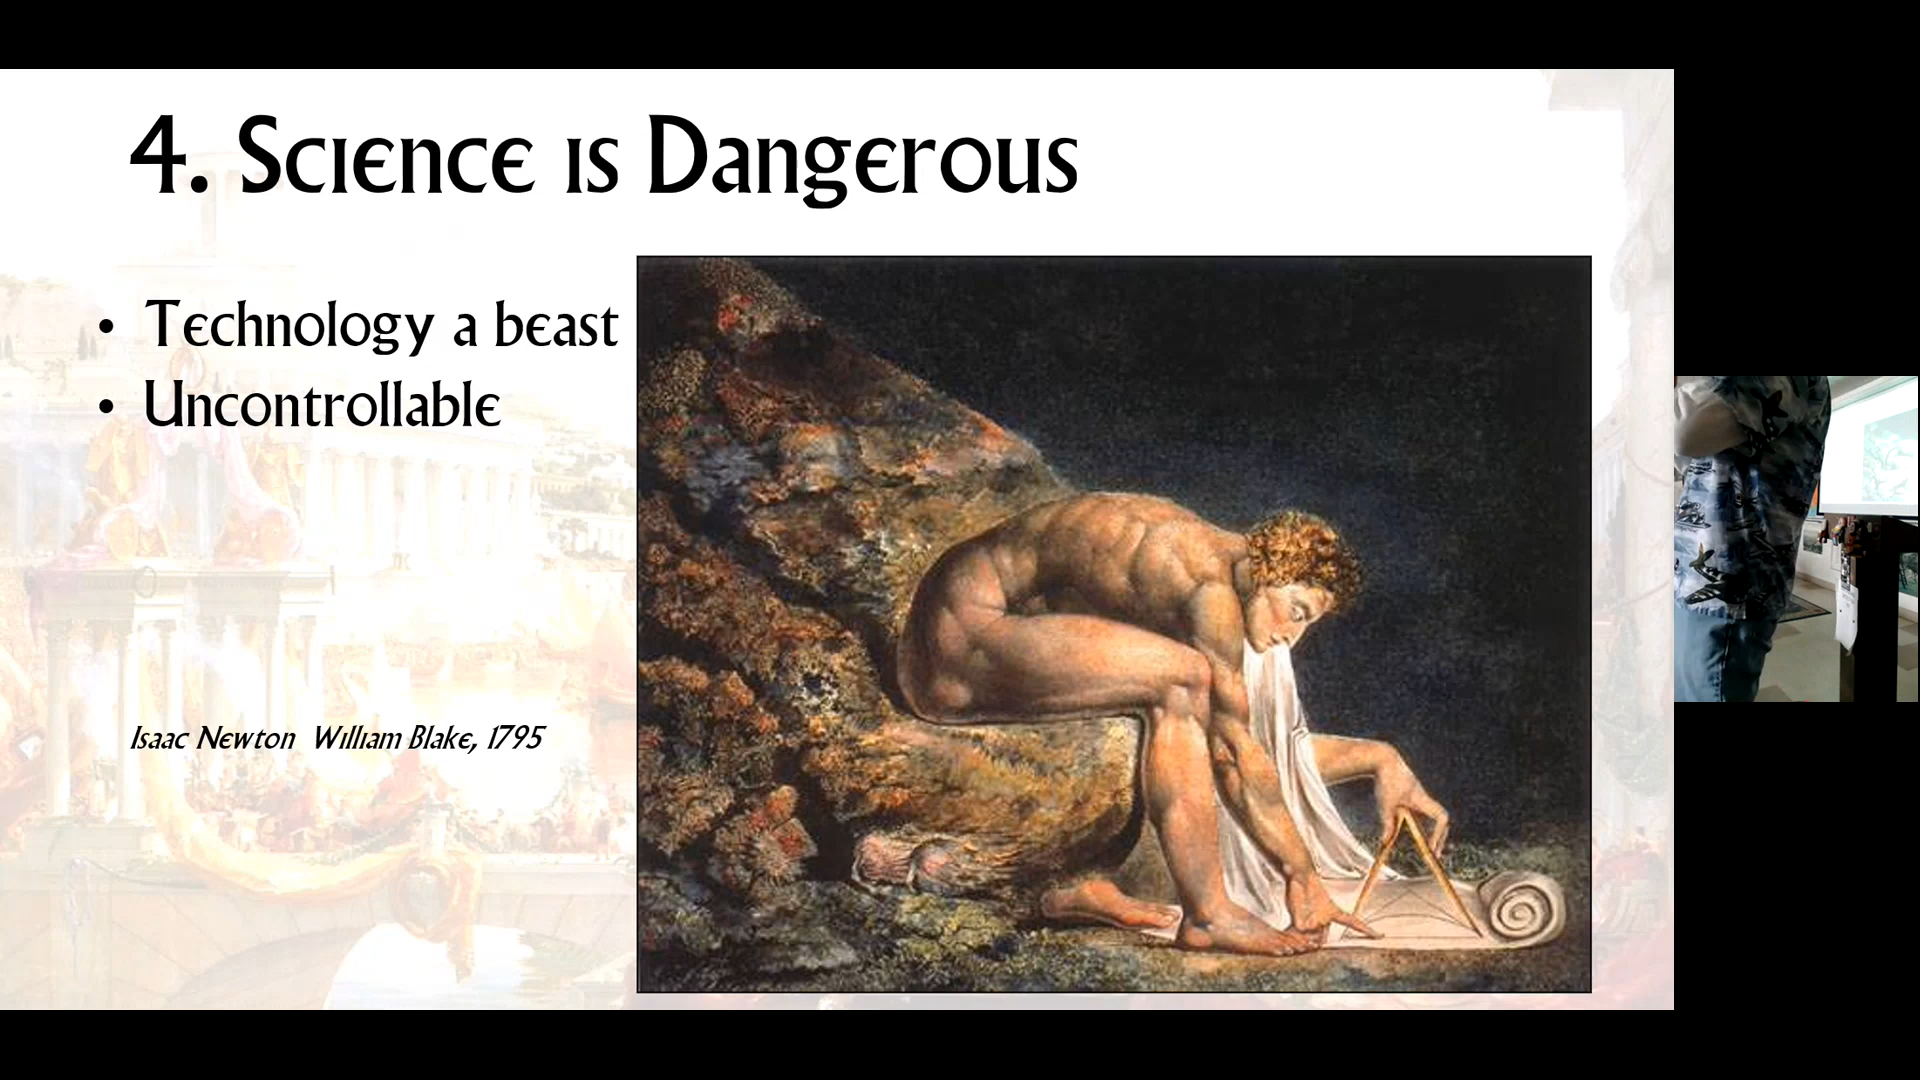 4. Science is Dangerous
• Technology a beast
• Uncontrollable
Isaac Newton William Blake, 1795